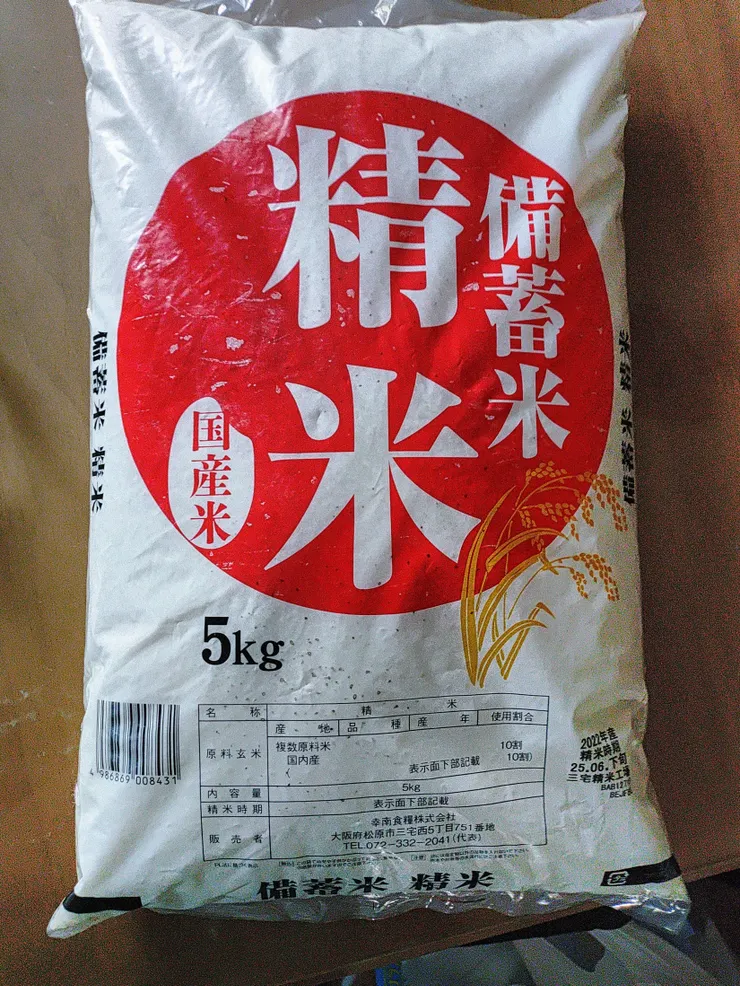 備蓄米
精米
国産米
備蓄米 精米
備蓄米 精米
5kg
名称 精米
産地 品種 産年 使用割合
原料玄米 複数原料米 10割
国内産 10割)
表示面下部記載
内容量 5kg
精米時期 表示面下部記載
販売者 幸南食糧株式会社
大阪府松原市三宅西5丁目751番地
TEL.072-332-2041(代表)
4 986869 008431
2022年産
精米時期
25.06.下旬
三宅精米工場
備蓄米 精米